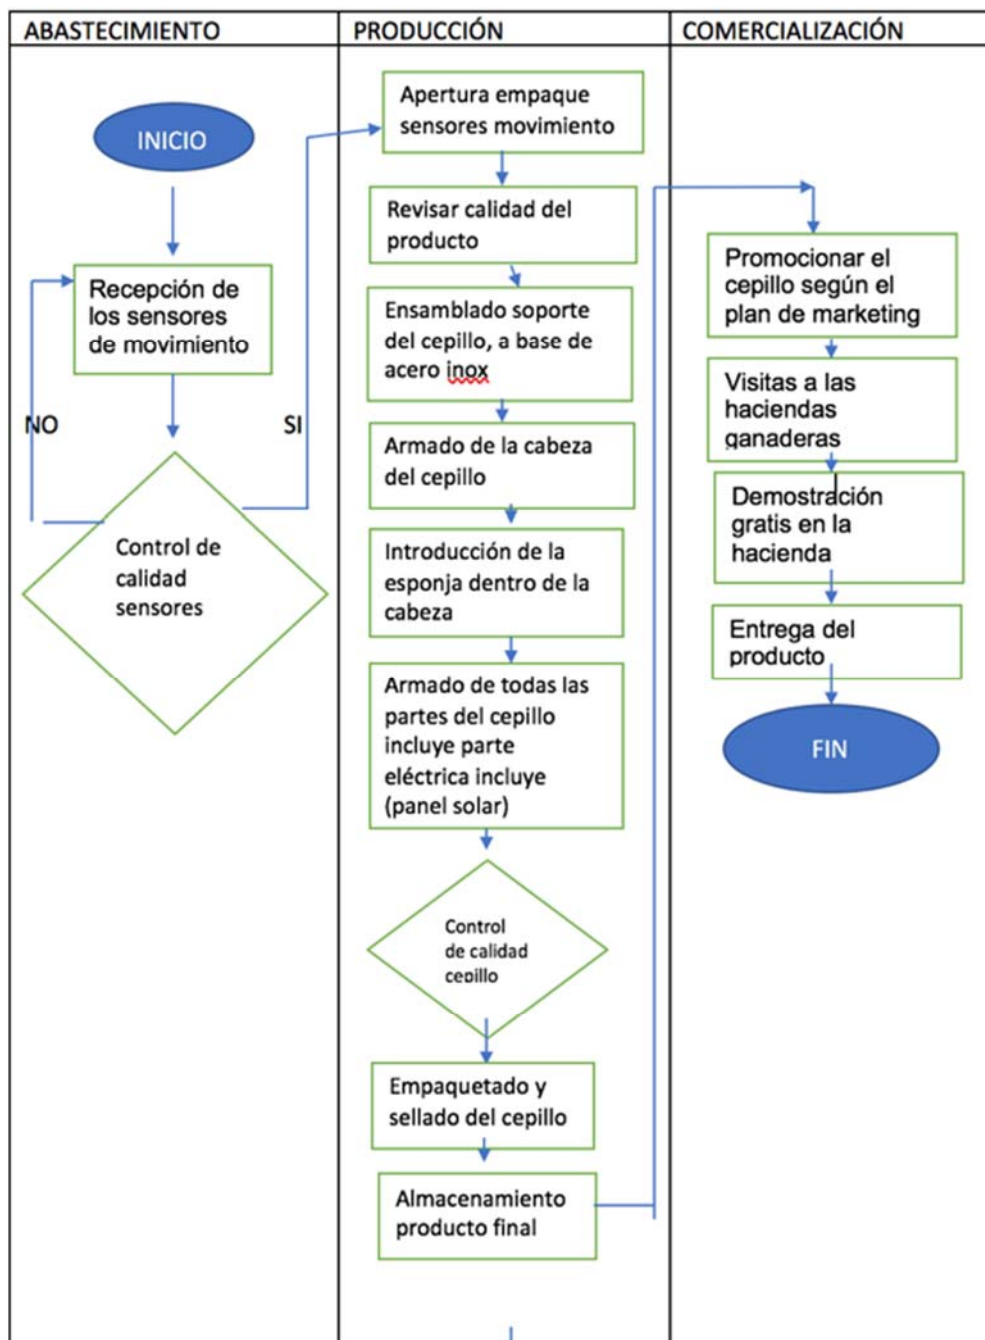 ABASTECIMIENTO
PRODUCCIÓN
COMERCIALIZACIÓN
INICIO
Recepción de
los sensores
de movimiento
NO
SI
Control de
calidad
sensores
Apertura empaque
sensores movimiento
Revisar calidad del
producto
Ensamblado soporte
del cepillo, a base de
acero inox
Armado de la cabeza
del cepillo
Introducción de la
esponja dentro de la
cabeza
Armado de todas las
partes del cepillo
incluye parte
eléctrica incluye
(panel solar)
Control
de calidad
cepillo
Empaquetado y
sellado del cepillo
Almacenamiento
producto final
Promocionar el
cepillo según el
plan de marketing
Visitas a las
haciendas
ganaderas
Demostración
gratis en la
hacienda
Entrega del
producto
FIN